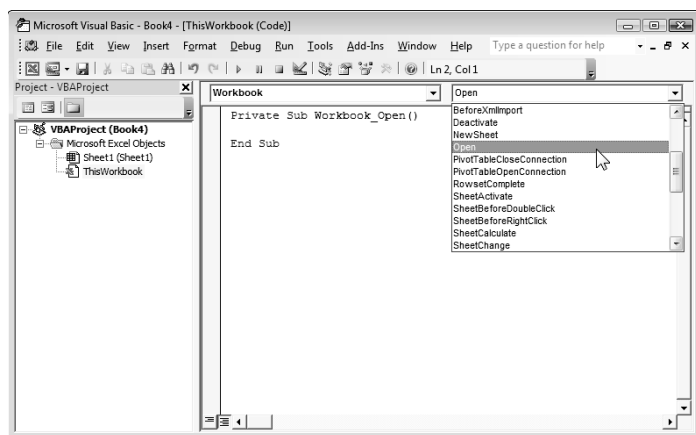 Microsoft Visual Basic - Book4 - [ThisWorkbook (Code)]
File Edit View Insert Format Debug Run Tools Add-Ins Window Help Type a question for help
Ln 2, Col 1
Project - VBAProject
VBAProject (Book4)
Microsoft Excel Objects
Sheet1 (Sheet1)
ThisWorkbook
Workbook
Open
Private Sub Workbook_Open()
End Sub
BeforeXmlImport
Deactivate
NewSheet
Open
PivotTableCloseConnection
PivotTableOpenConnection
RowsetComplete
SheetActivate
SheetBeforeDoubleClick
SheetBeforeRightClick
SheetCalculate
SheetChange